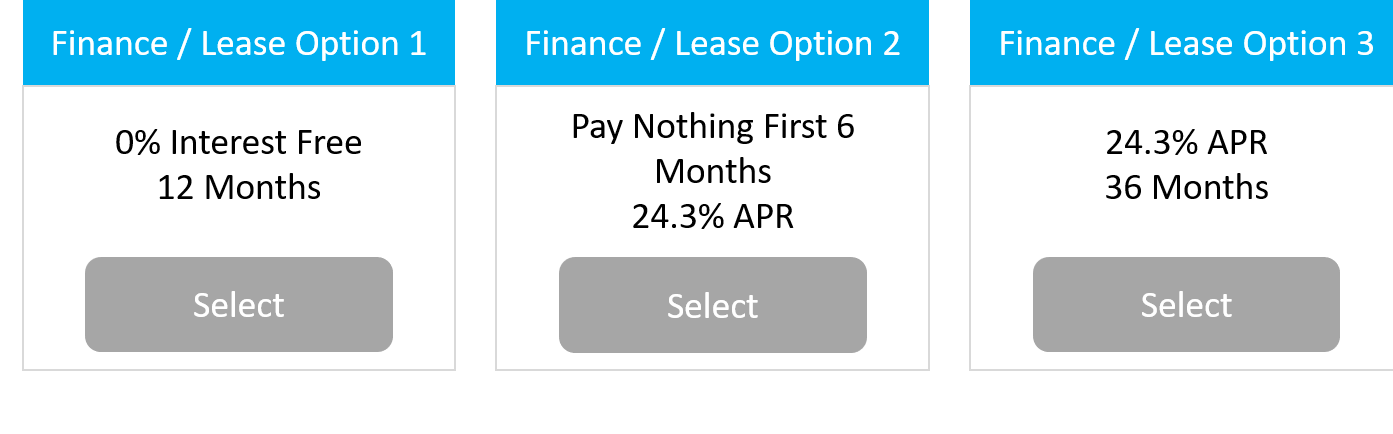 Finance / Lease Option 1
0% Interest Free
12 Months
Select
Finance / Lease Option 2
Pay Nothing First 6
Months
24.3% APR
Select
Finance / Lease Option 3
24.3% APR
36 Months
Select